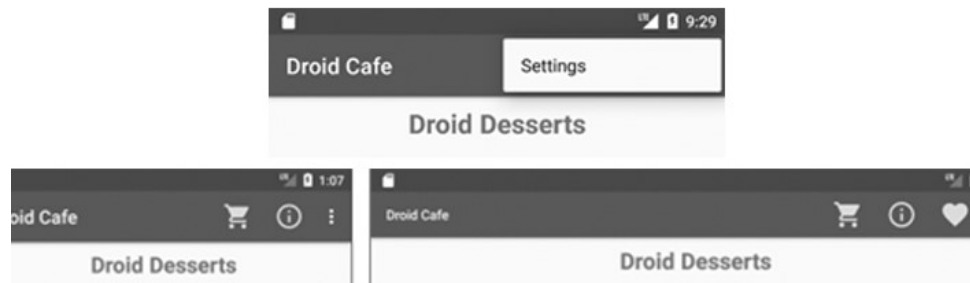 9:29
Droid Cafe
Settings
Droid Desserts
1:07
oid Cafe
Droid Desserts
Droid Cafe
Droid Desserts